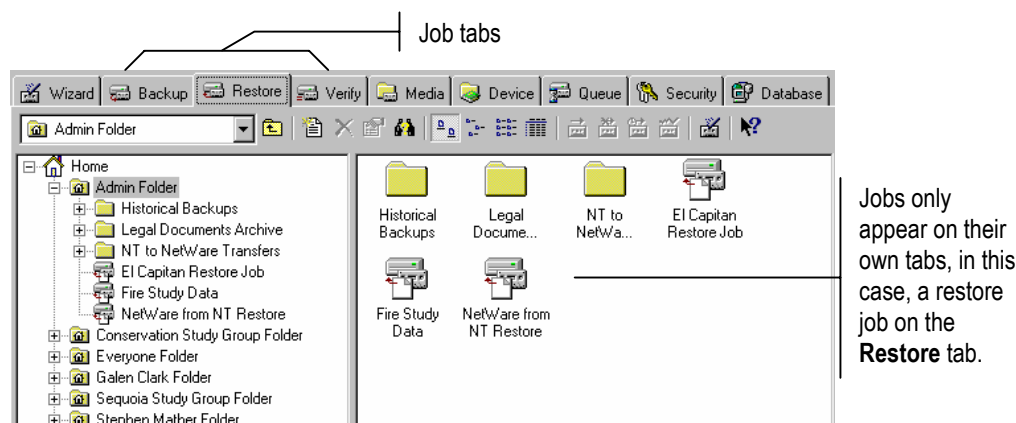 Job tabs
Wizard Backup Restore Verify Media Device Queue Security Database
Admin Folder
Home
Admin Folder
Historical Backups
Legal Documents Archive
NT to NetWare Transfers
El Capitan Restore Job
Fire Study Data
NetWare from NT Restore
Conservation Study Group Folder
Everyone Folder
Galen Clark Folder
Sequoia Study Group Folder
Stephen Mather Folder
Historical
Backups
Legal
Docume...
NT to
NetWa...
El Capitan
Restore Job
Fire Study
Data
NetWare from
NT Restore
Jobs only
appear on their
own tabs, in this
case, a restore
job on the
Restore tab.